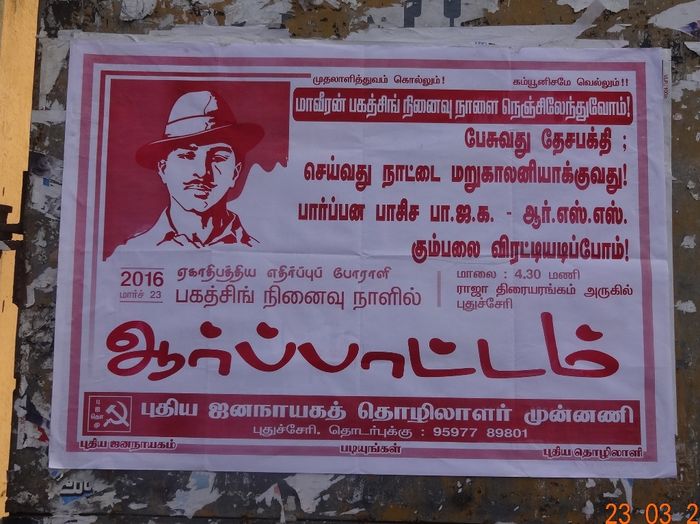 முதலாளித்துவம் கொல்லும்! கம்யூனிசமே வெல்லும்!!
மாவீரன் பகத்சிங் நினைவு நாளை நெஞ்சிலேந்துவோம்!
பேசுவது தேசபக்தி ;
செய்வது நாட்டை மறுகாலனியாக்குவது!
பார்ப்பன பாசிச பா.ஜ.க. - ஆர்.எஸ்.எஸ்.
கும்பலை விரட்டியடிப்போம்!
2016
மார்ச் 23
ஏகாதிபத்திய எதிர்ப்புப் போராளி
பகத்சிங் நினைவு நாளில்
மாலை : 4.30 மணி
ராஜா திரையரங்கம் அருகில்
புதுச்சேரி
ஆர்ப்பாட்டம்
பு ஜ தொ மு
புதிய ஜனநாயகத் தொழிலாளர் முன்னணி
புதுச்சேரி. தொடர்புக்கு : 95977 89801
புதிய ஜனநாயகம் படியுங்கள் புதிய தொழிலாளி
23 03 2